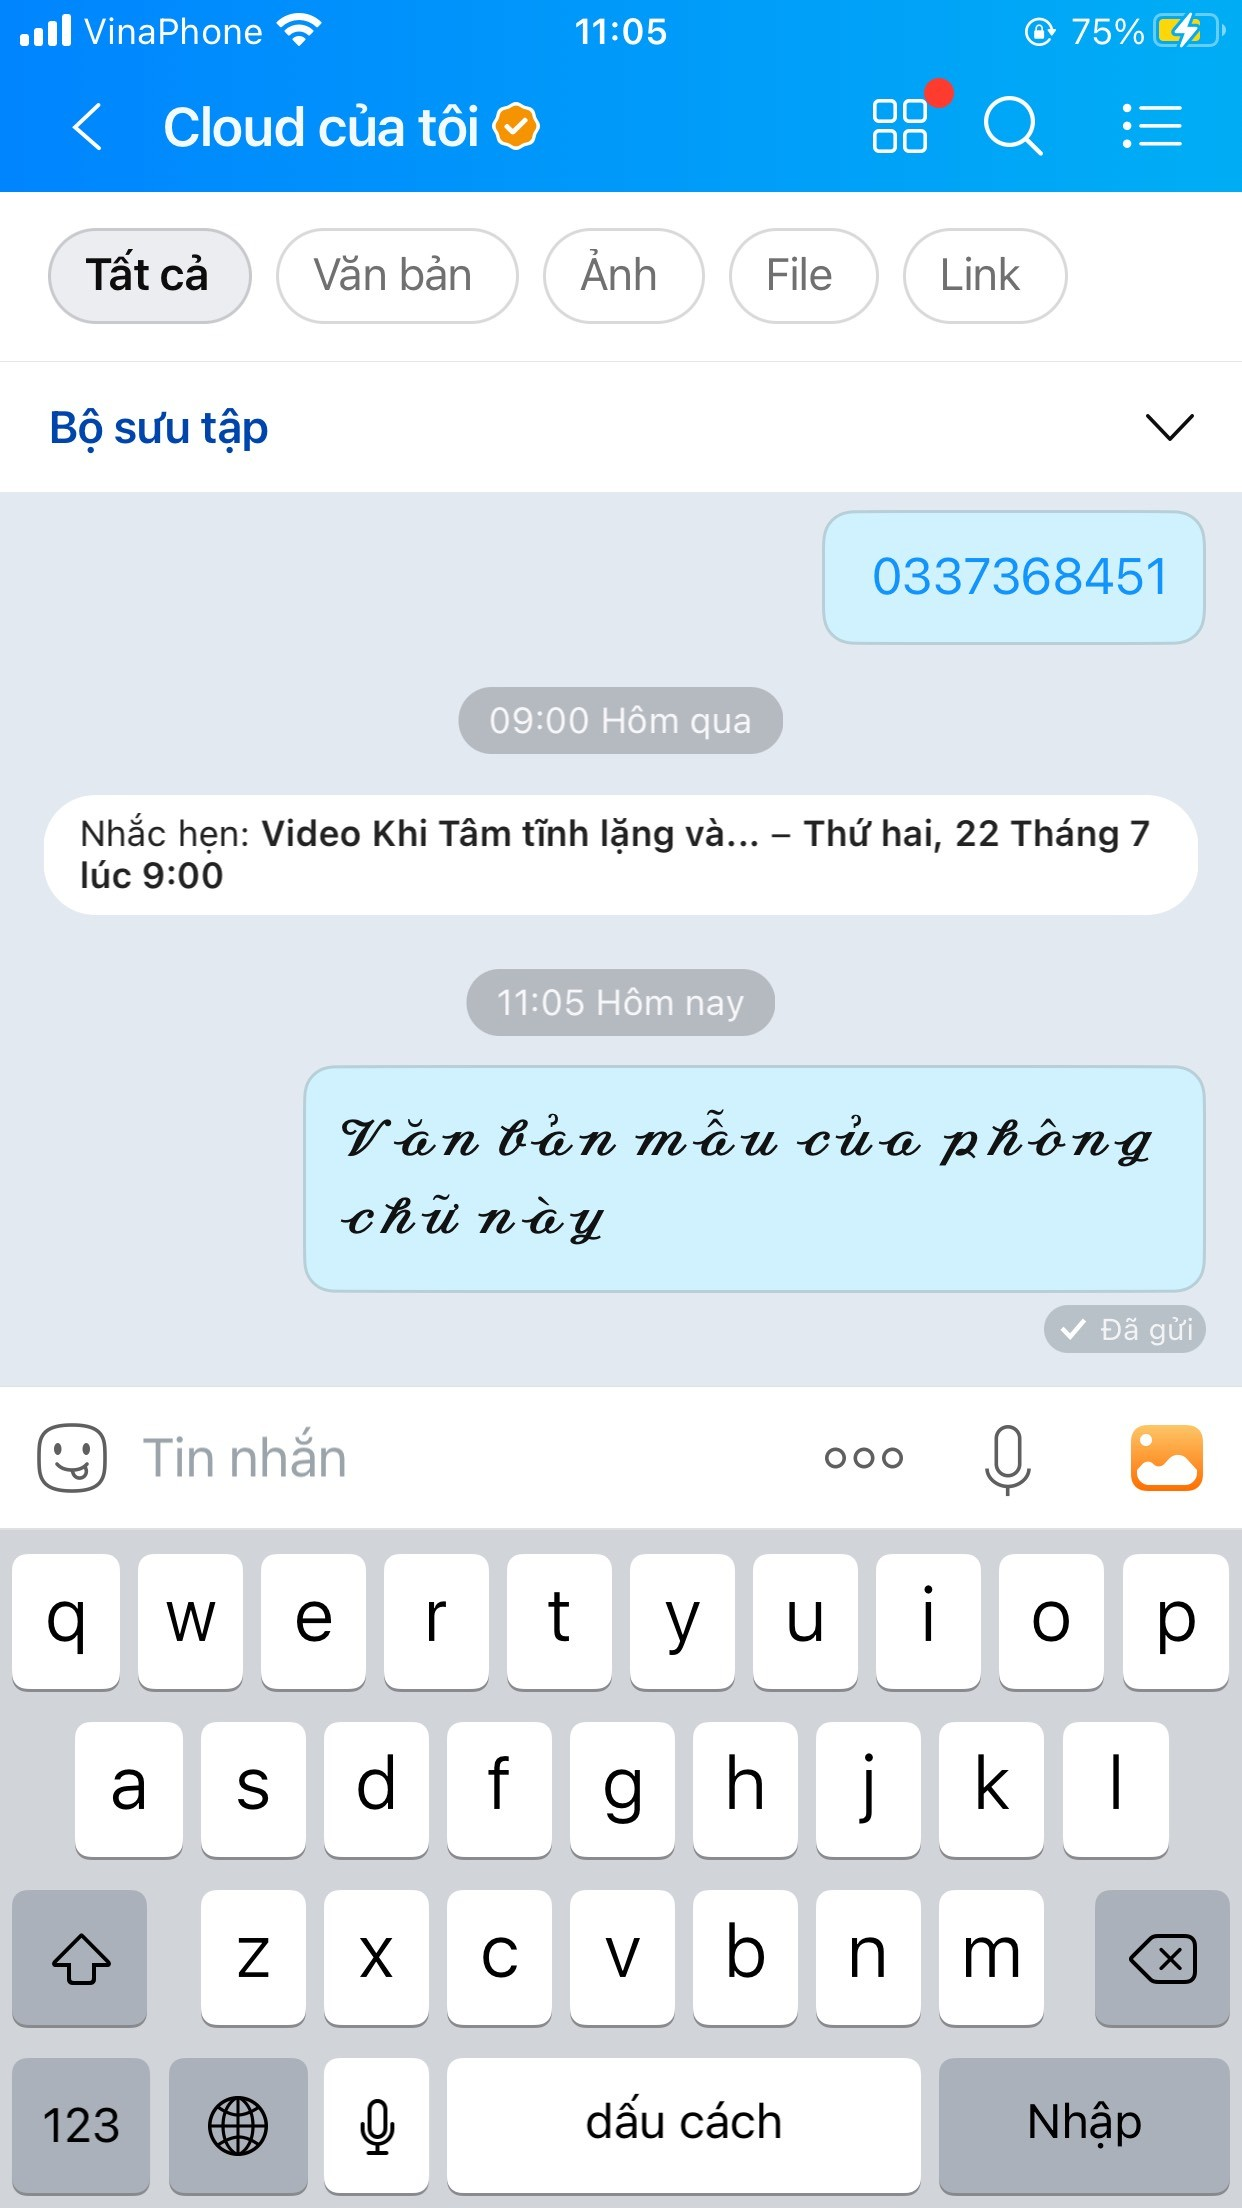 VinaPhone 11:05 75%
Cloud của tôi
Tất cả Văn bản Ảnh File Link
Bộ sưu tập
0337368451
09:00 Hôm qua
Nhắc hẹn: Video Khi Tâm tĩnh lặng và... – Thứ hai, 22 Tháng 7
lúc 9:00
11:05 Hôm nay
Văn bản mẫu của phông
chữ này
Đã gửi
Tin nhắn
q w e r t y u i o p
a s d f g h j k l
z x c v b n m
123 dấu cách Nhập